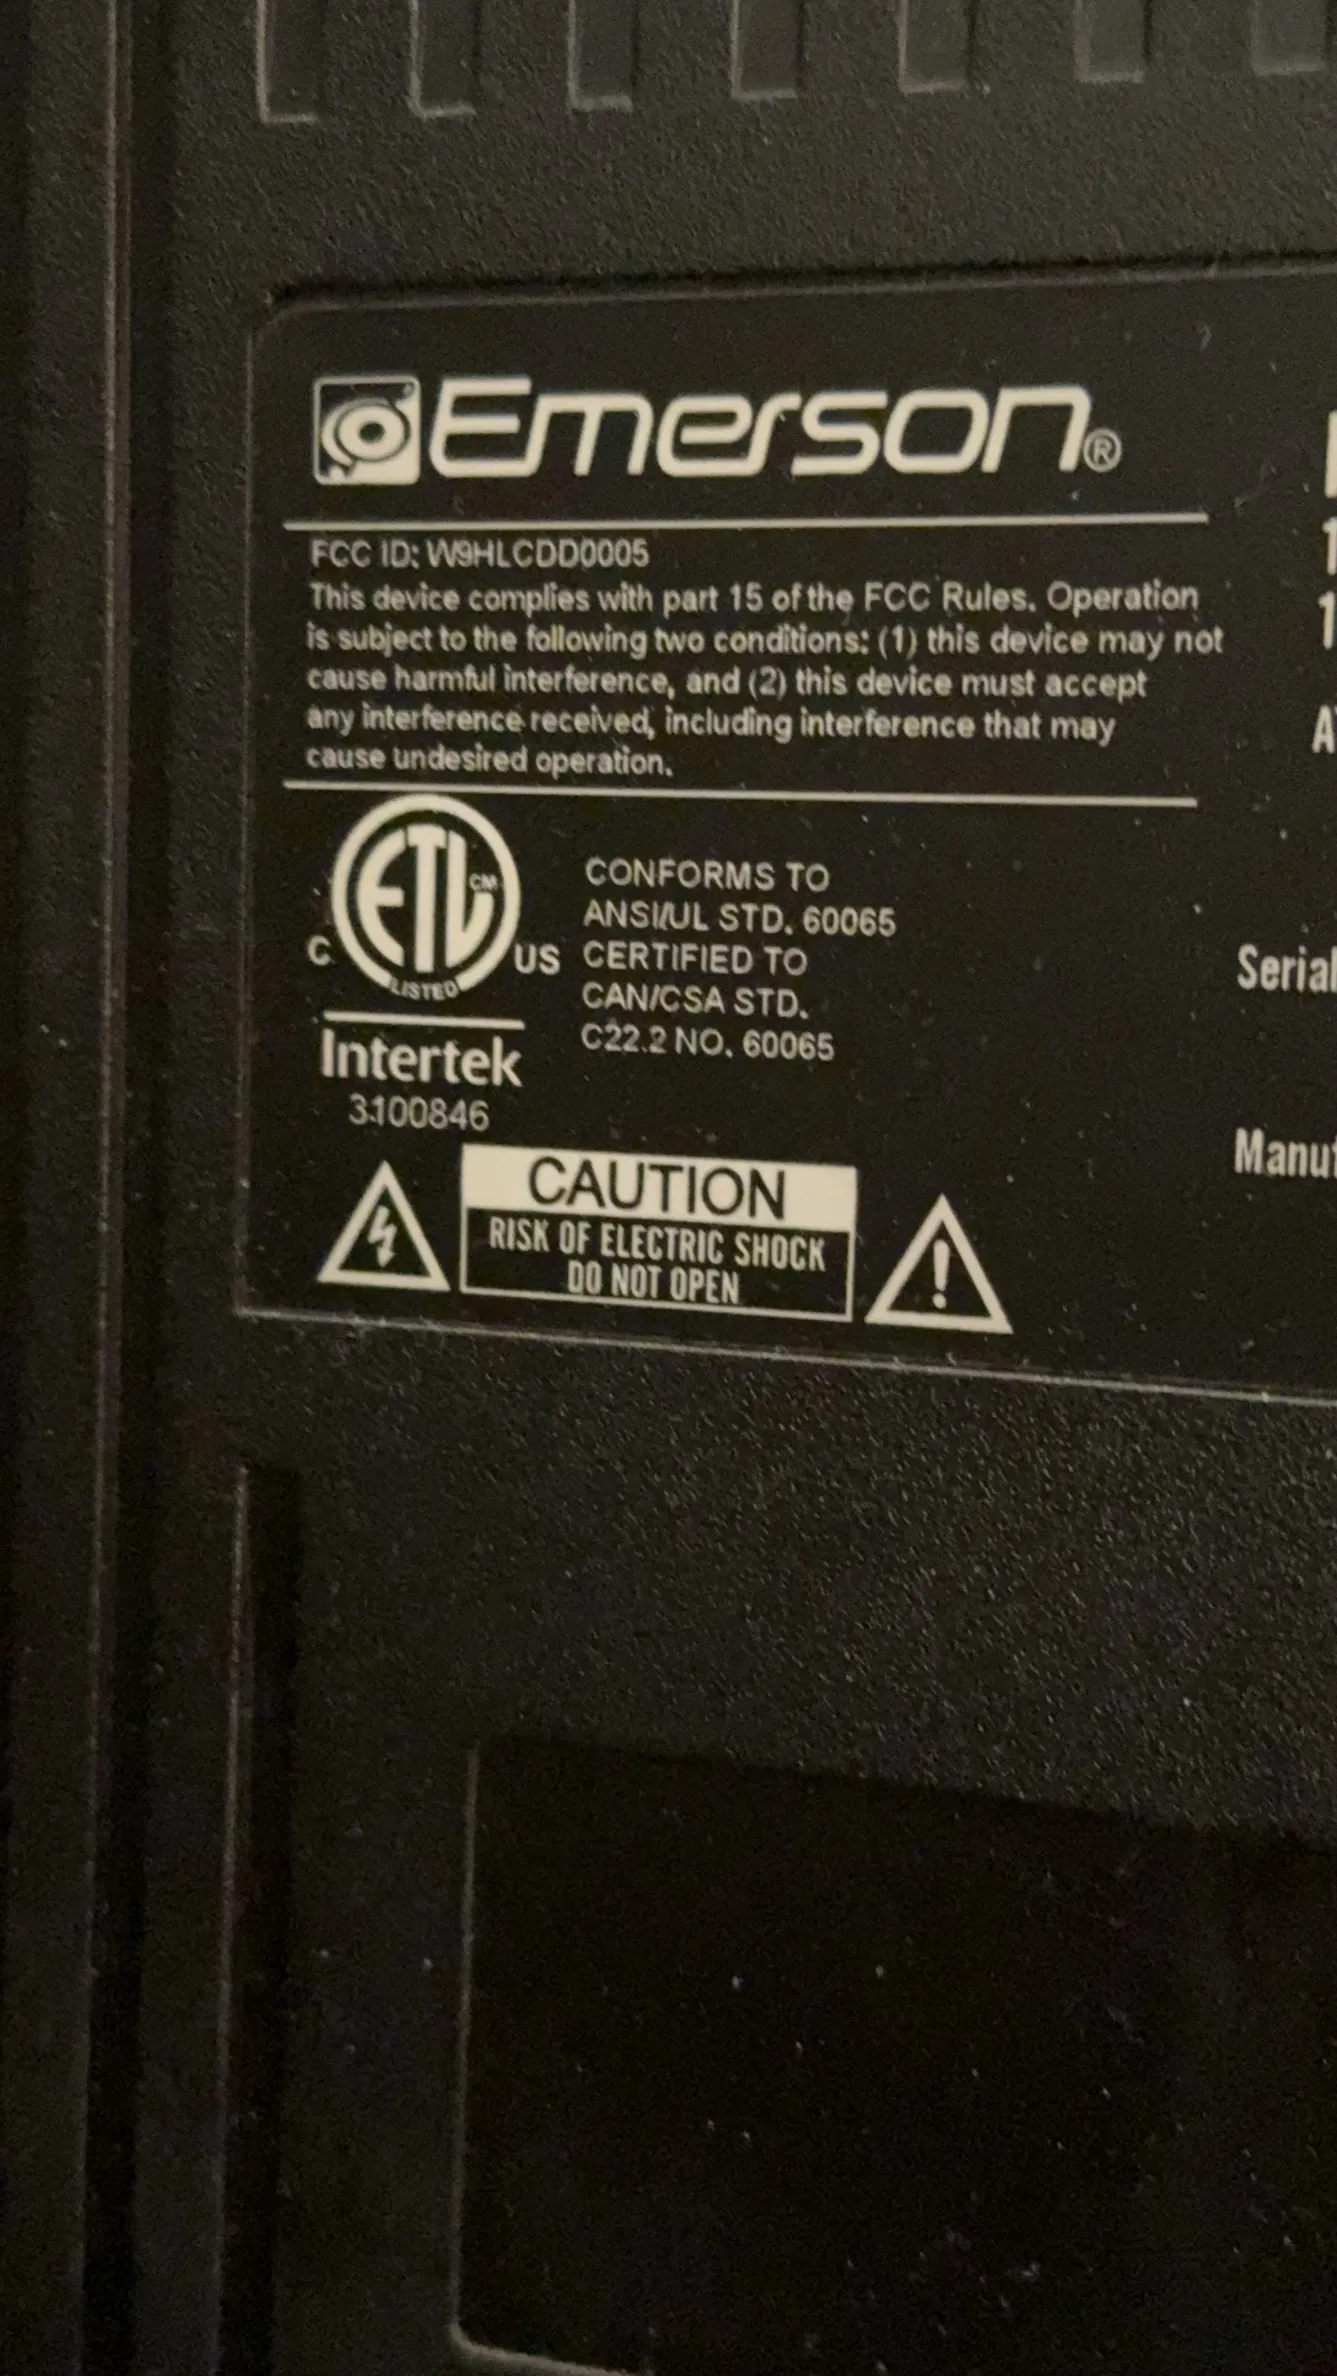 Emerson®
FCC ID: W9HLCDD0005
This device complies with part 15 of the FCC Rules. Operation
is subject to the following two conditions: (1) this device may not
cause harmful interference, and (2) this device must accept
any interference received, including interference that may
cause undesired operation.
ETL CM
C US
LISTED
Intertek
3100846
CONFORMS TO
ANSI/UL STD. 60065
CERTIFIED TO
CAN/CSA STD.
C22.2 NO. 60065
CAUTION
RISK OF ELECTRIC SHOCK
DO NOT OPEN
!
Serial